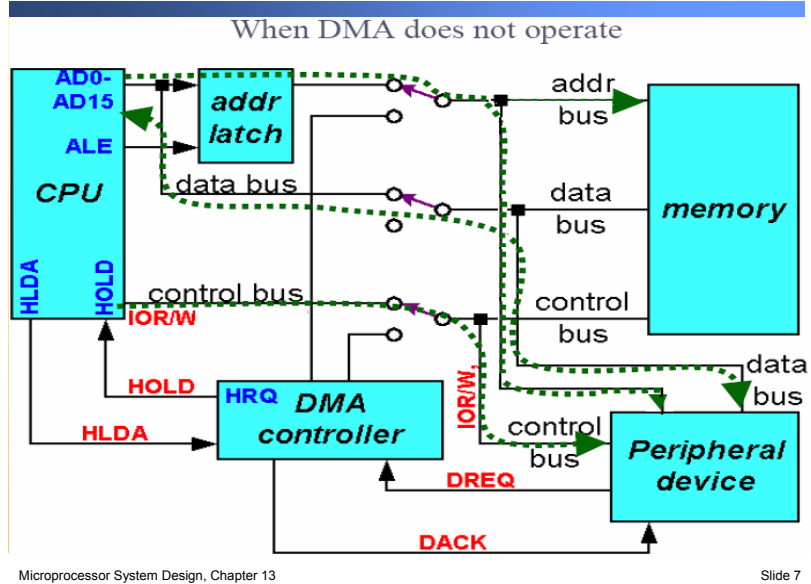 When DMA does not operate
AD0-
AD15
ALE
CPU
HLDA
HOLD
addr
latch
data bus
control bus
IOR/W
addr
bus
data
bus
control
bus
memory
data
bus
HOLD
HRQ
DMA
controller
HLDA
IOR/W,
control
bus
Peripheral
device
DREQ
DACK
Microprocessor System Design, Chapter 13
Slide 7